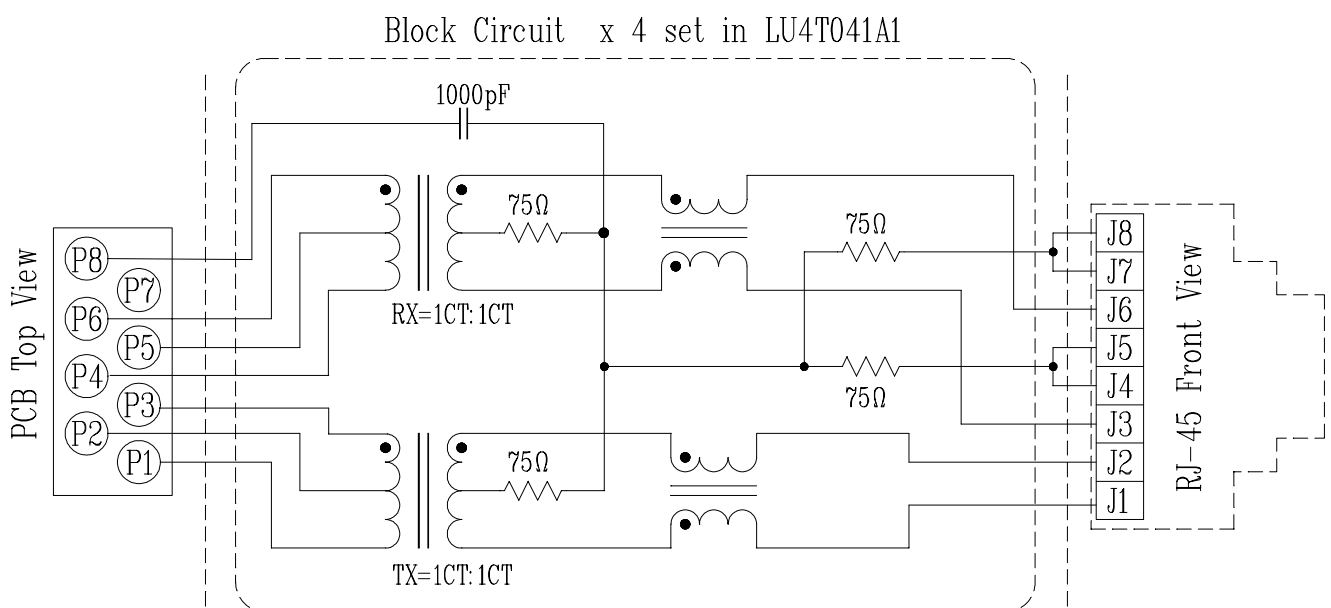 Block Circuit x 4 set in LU4T041A1
1000pF
75Ω
75Ω
RX=1CT:1CT
75Ω
75Ω
TX=1CT:1CT
PCB Top View
P8
P7
P6
P5
P4
P3
P2
P1
J8
J7
J6
J5
J4
J3
J2
J1
RJ-45 Front View